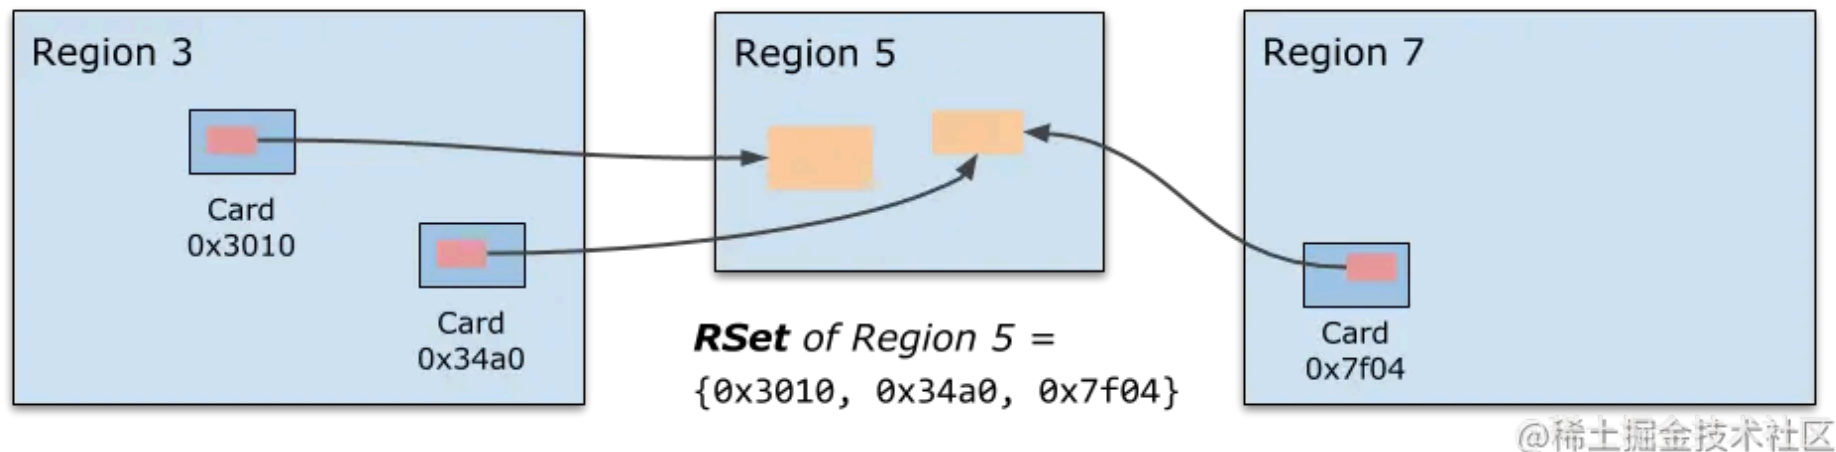 Region 3
Card
0x3010
Card
0x34a0
Region 5
RSet of Region 5 =
{0x3010, 0x34a0, 0x7f04}
Region 7
Card
0x7f04
@稀土掘金技术社区